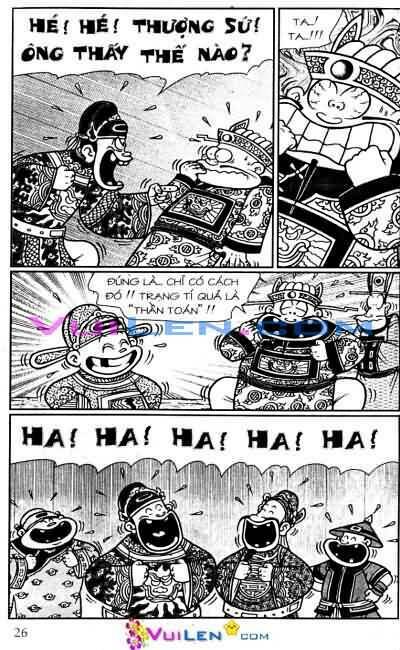 HÉ! HÉ! THƯỢNG SỨ!
ÔNG THẤY THẾ NÀO?
TA..!
TA..!!!
ĐÚNG LÀ... CHỈ CÓ CÁCH
ĐÓ !! TRẠNG TÍ QUẢ LÀ
"THẦN TOÁN" !!
VUILEN.COM
HA! HA! HA! HA! HA!
26
VUILEN.COM